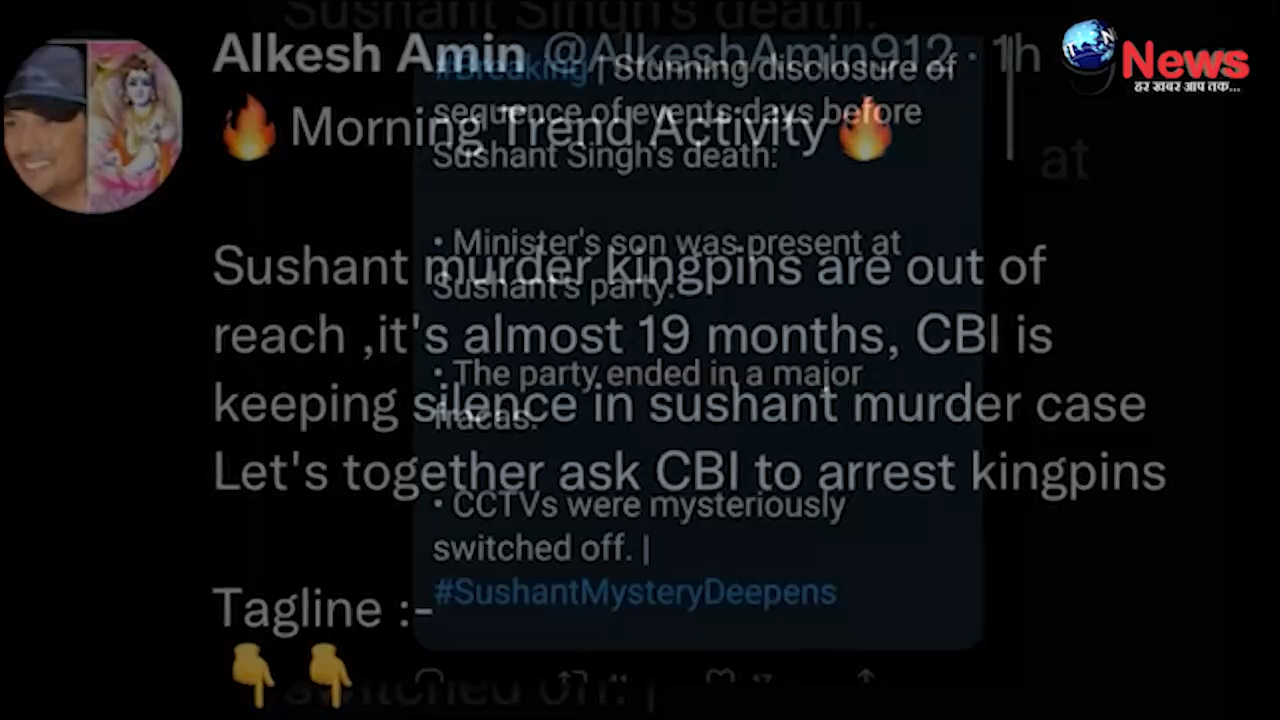 Sushant Singh's death.
Alkesh Amin @AlkeshAmin912 · 1h
🔥 Morning Trend Activity 🔥
Sushant murder kingpins are out of
reach ,it's almost 19 months, CBI is
keeping silence in sushant murder case
Let's together ask CBI to arrest kingpins
Tagline :-
👇 👇
#Breaking | Stunning disclosure of
sequence of events days before
Sushant Singh's death:
• Minister's son was present at
Sushant's party.
• The party ended in a major
fracas.
• CCTVs were mysteriously
switched off. |
#SushantMysteryDeepens
at
switched off. |
News
हर खबर आप तक...